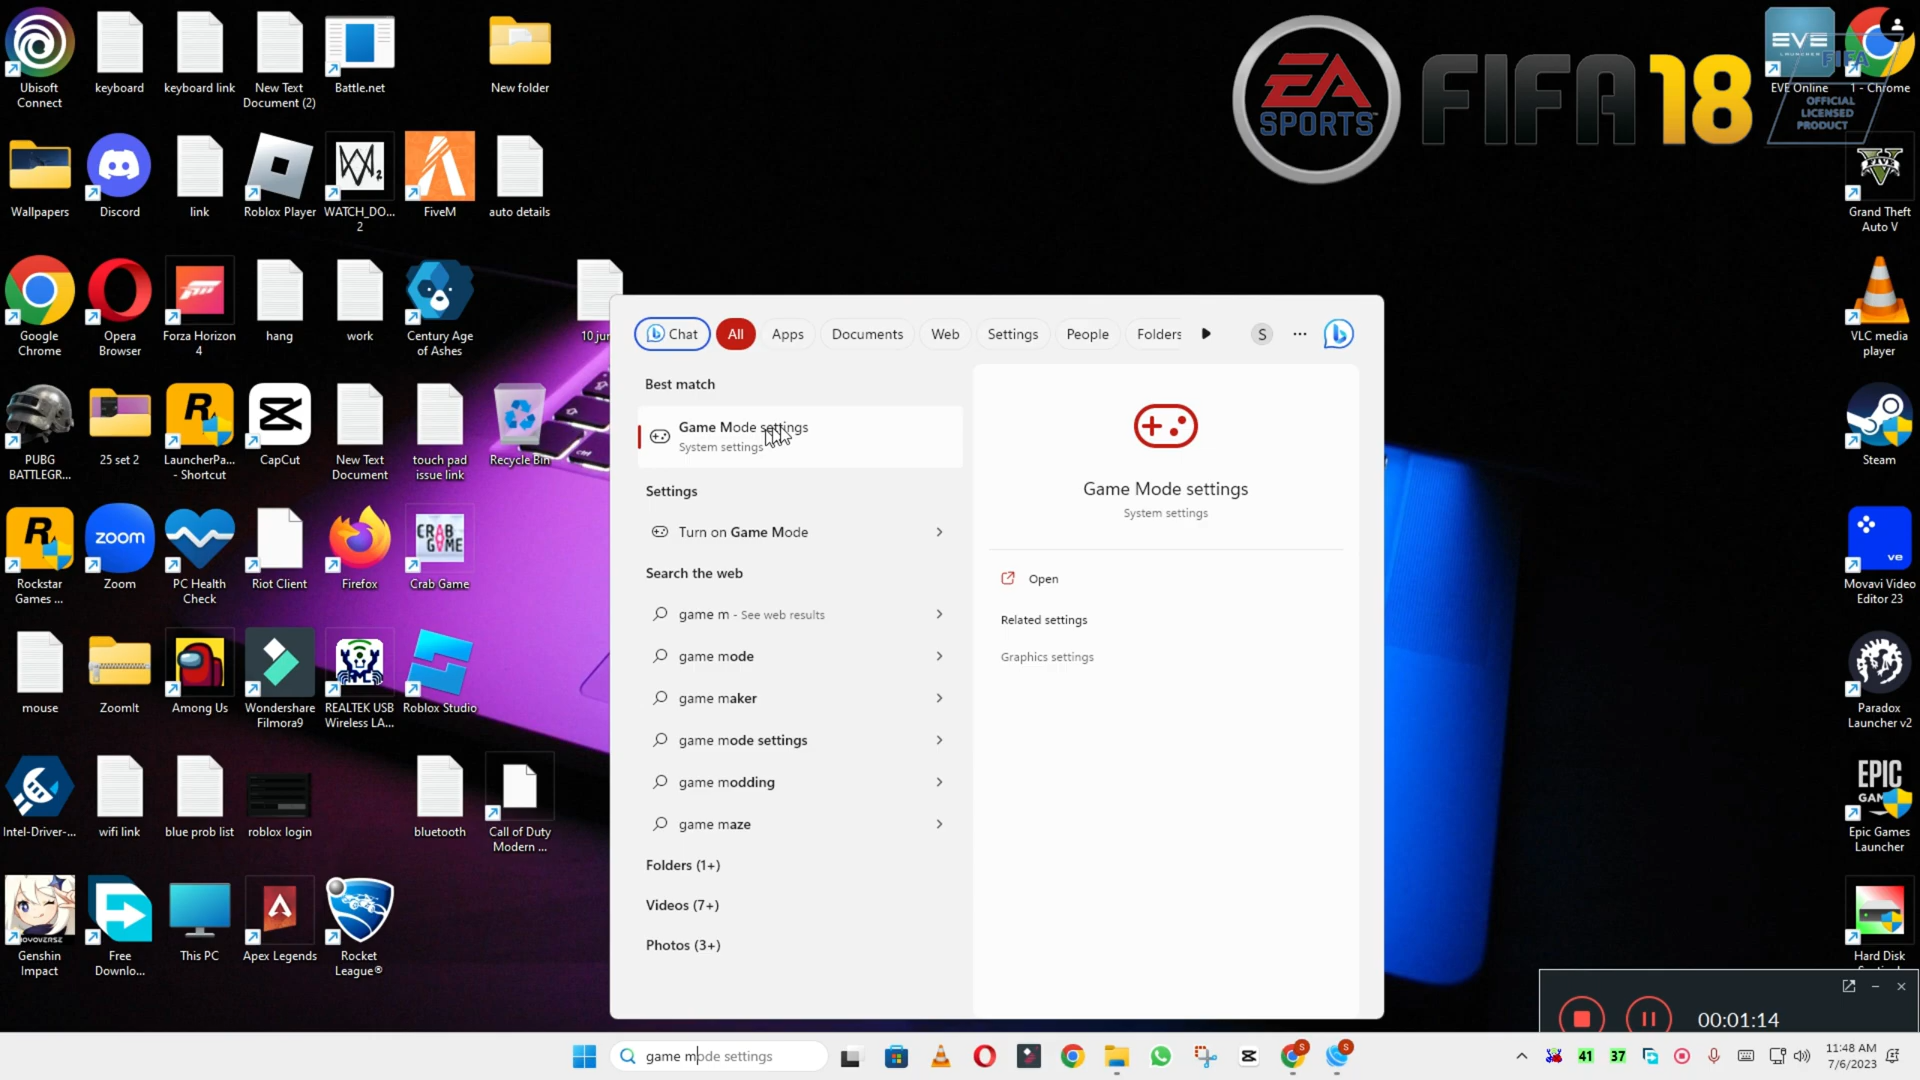 Ubisoft
Connect
keyboard
keyboard link
New Text
Document (2)
Battle.net
New folder
EA
SPORTS
FIFA 18
EVE
EVE Online
1 - Chrome
FIFA
OFFICIAL
LICENSED
PRODUCT
Wallpapers
Discord
link
Roblox Player
WATCH_DO...
2
FiveM
auto details
Grand Theft
Auto V
Google
Chrome
Opera
Browser
Forza Horizon
4
hang
work
Century Age
of Ashes
10 jun
VLC media
player
PUBG
BATTLEGR...
25 set 2
LauncherPa...
- Shortcut
CapCut
New Text
Document
touch pad
issue link
Recycle Bin
Steam
Rockstar
Games ...
zoom
Zoom
PC Health
Check
Riot Client
Firefox
CRAB
GAME
Crab Game
ve
Movavi Video
Editor 23
mouse
ZoomIt
Among Us
Wondershare
Filmora9
REALTEK USB
Wireless LA...
Roblox Studio
Paradox
Launcher v2
Intel-Driver-...
wifi link
blue prob list
roblox login
bluetooth
Call of Duty
Modern ...
EPIC
Epic Games
Launcher
Genshin
Impact
Free
Downlo...
This PC
Apex Legends
Rocket
League®
Hard Disk
Chat
All
Apps
Documents
Web
Settings
People
Folders
S
...
Best match
Game Mode settings
System settings
Settings
Turn on Game Mode
Search the web
game m - See web results
game mode
game maker
game mode settings
game modding
game maze
Folders (1+)
Videos (7+)
Photos (3+)
Game Mode settings
System settings
Open
Related settings
Graphics settings
00:01:14
game mode settings
S
S
41
37
11:48 AM
7/6/2023